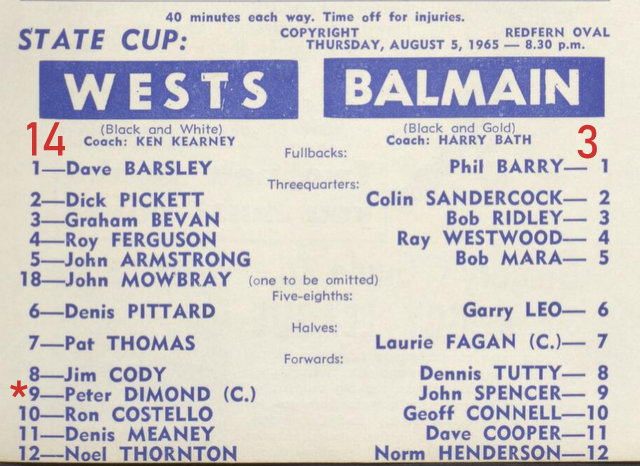 40 minutes each way. Time off for injuries.
STATE CUP:
COPYRIGHT
REDFERN OVAL
THURSDAY, AUGUST 5, 1965 — 8.30 p.m.
WESTS
BALMAIN
(Black and White)
(Black and Gold)
14
Coach: KEN KEARNEY
Coach: HARRY BATH
3
Fullbacks:
1—Dave BARSLEY
Phil BARRY— 1
Threequarters:
2—Dick PICKETT
Colin SANDERCOCK— 2
3—Graham BEVAN
Bob RIDLEY— 3
4—Roy FERGUSON
Ray WESTWOOD— 4
5—John ARMSTRONG
Bob MARA— 5
18—John MOWBRAY (one to be omitted)
Five-eighths:
6—Denis PITTARD
Garry LEO— 6
Halves:
7—Pat THOMAS
Laurie FAGAN (C.)— 7
Forwards:
8—Jim CODY
Dennis TUTTY— 8
*9—Peter DIMOND (C.)
John SPENCER— 9
10—Ron COSTELLO
Geoff CONNELL—10
11—Denis MEANEY
Dave COOPER—11
12—Noel THORNTON
Norm HENDERSON—12